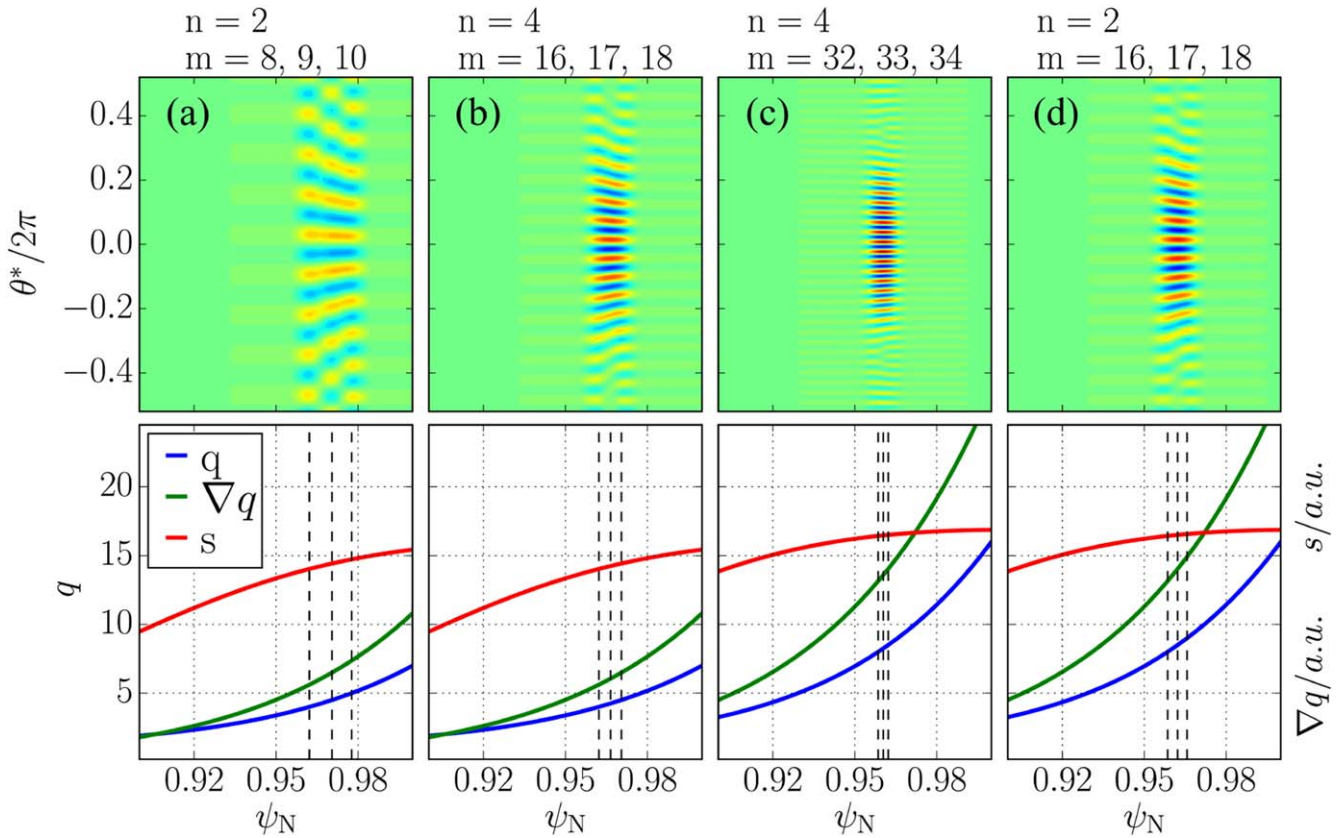 n = 2
m = 8, 9, 10
n = 4
m = 16, 17, 18
n = 4
m = 32, 33, 34
n = 2
m = 16, 17, 18
(a)
(b)
(c)
(d)
θ*/2π
0.4
0.2
0.0
−0.2
−0.4
q
∇q
s
q
20
15
10
5
s/a.u.
∇q/a.u.
0.92 0.95 0.98
0.92 0.95 0.98
0.92 0.95 0.98
0.92 0.95 0.98
ψN
ψN
ψN
ψN